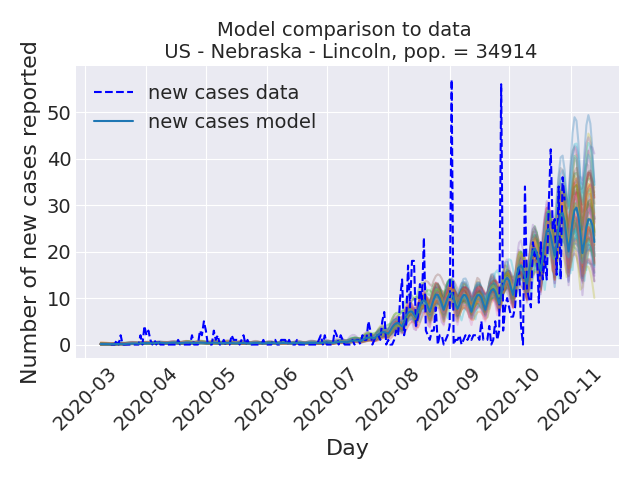 Model comparison to data
US - Nebraska - Lincoln, pop. = 34914
Number of new cases reported
50
40
30
20
10
0
new cases data
new cases model
2020-03
2020-04
2020-05
2020-06
2020-07
2020-08
2020-09
2020-10
2020-11
Day